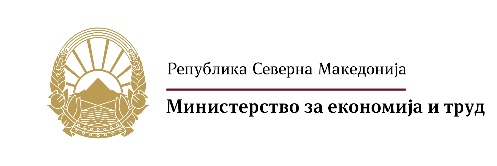 Република Северна Македонија
Министерство за економија и труд